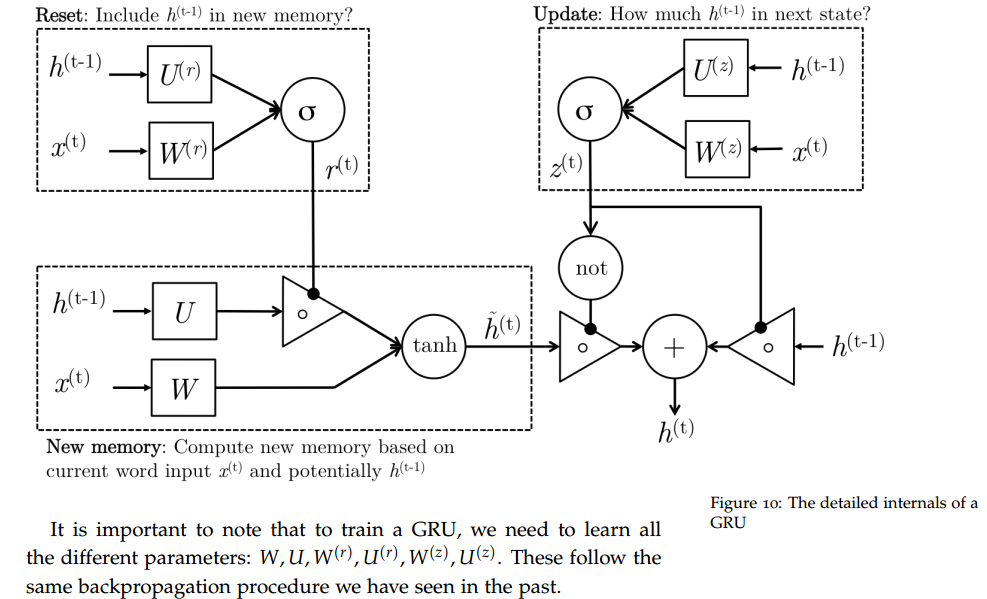 Reset: Include h(t-1) in new memory?
h(t-1)
U(r)
σ
x(t)
W(r)
r(t)
Update: How much h(t-1) in next state?
U(z)
h(t-1)
σ
W(z)
x(t)
z(t)
not
h(t-1)
U
∘
tanh
h̃(t)
x(t)
W
∘
+
∘
h(t-1)
h(t)
New memory: Compute new memory based on
current word input x(t) and potentially h(t-1)
Figure 10: The detailed internals of a
GRU
It is important to note that to train a GRU, we need to learn all
the different parameters: W, U, W(r), U(r), W(z), U(z). These follow the
same backpropagation procedure we have seen in the past.